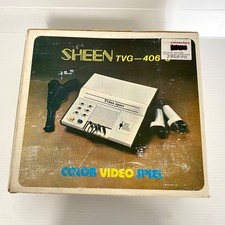 SHEEN TVG-406
Video sport
COLOR VIDEO SPIEL